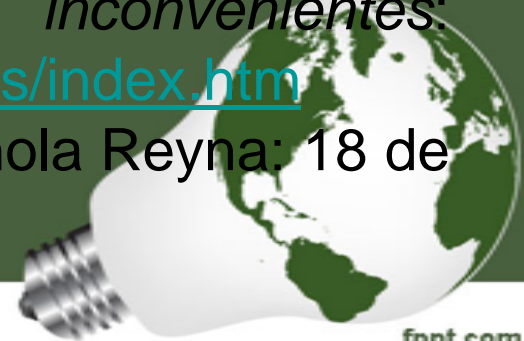 inconvenientes:
s/index.htm
ola Reyna: 18 de
fppt.com